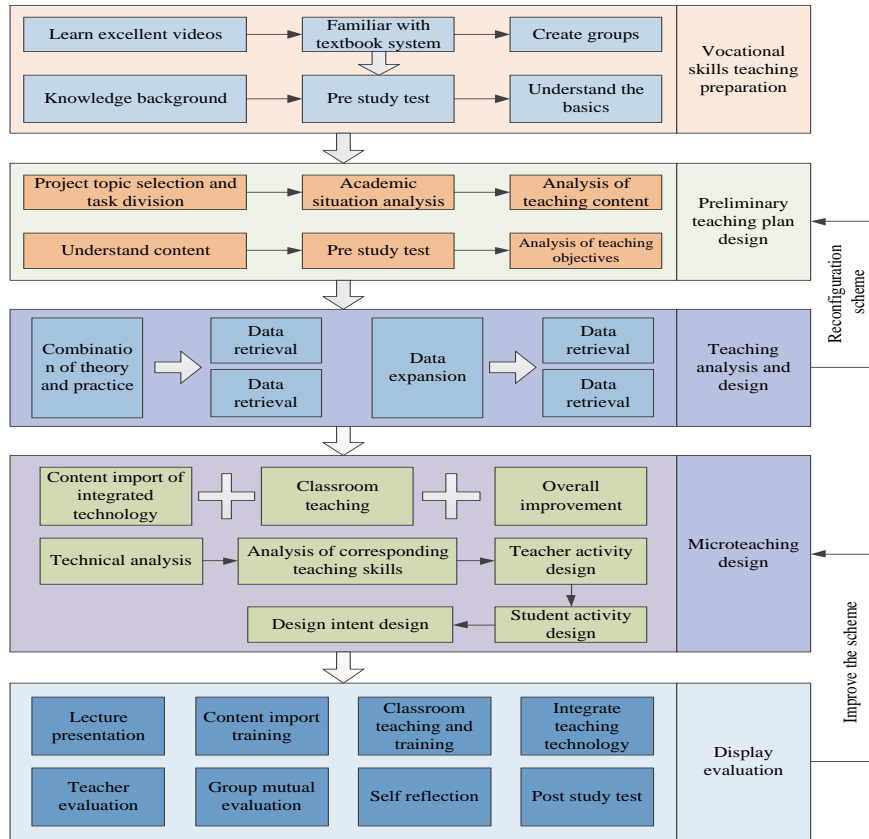 Learn excellent videos
Familiar with
textbook system
Create groups
Knowledge background
Pre study test
Understand the
basics
Vocational
skills teaching
preparation
Project topic selection and
task division
Academic
situation analysis
Analysis of
teaching content
Understand content
Pre study test
Analysis of teaching
objectives
Preliminary
teaching plan
design
Reconfiguration
scheme
Combinatio
n of theory
and practice
Data
retrieval
Data
retrieval
Data
expansion
Data
retrieval
Data
retrieval
Teaching
analysis and
design
Content import of
integrated
technology
Classroom
teaching
Overall
improvement
Technical analysis
Analysis of corresponding
teaching skills
Teacher activity
design
Design intent design
Student activity
design
Microteaching
design
Improve the scheme
Lecture
presentation
Content import
training
Classroom
teaching and
training
Integrate
teaching
technology
Teacher
evaluation
Group mutual
evaluation
Self reflection
Post study test
Display
evaluation